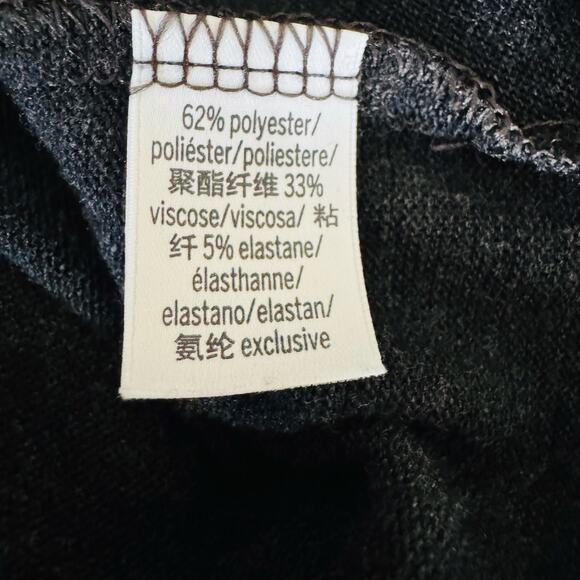 62% polyester/
poliéster/poliestere/
聚酯纤维 33%
viscose/viscosa/ 粘
纤 5% elastane/
élasthanne/
elastano/elastan/
氨纶 exclusive